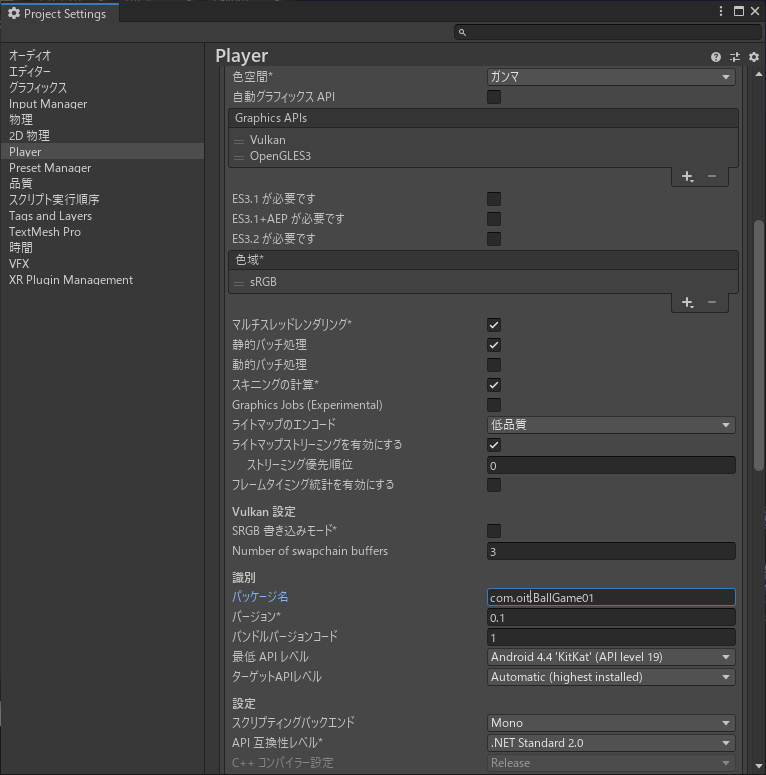 Project Settings
オーディオ
エディター
グラフィックス
Input Manager
物理
2D 物理
Player
Preset Manager
品質
スクリプト実行順序
Tags and Layers
TextMesh Pro
時間
VFX
XR Plugin Management
Player
色空間* ガンマ
自動グラフィックス API
Graphics APIs
Vulkan
OpenGLES3
ES3.1 が必要です
ES3.1+AEP が必要です
ES3.2 が必要です
色域*
sRGB
マルチスレッドレンダリング*
静的バッチ処理
動的バッチ処理
スキニングの計算*
Graphics Jobs (Experimental)
ライトマップのエンコード 低品質
ライトマップストリーミングを有効にする
ストリーミング優先順位 0
フレームタイミング統計を有効にする
Vulkan 設定
SRGB 書き込みモード*
Number of swapchain buffers 3
識別
パッケージ名 com.oit.BallGame01
バージョン* 0.1
バンドルバージョンコード 1
最低 API レベル Android 4.4 'KitKat' (API level 19)
ターゲットAPIレベル Automatic (highest installed)
設定
スクリプティングバックエンド Mono
API 互換性レベル* .NET Standard 2.0
C++ コンパイラー設定 Release